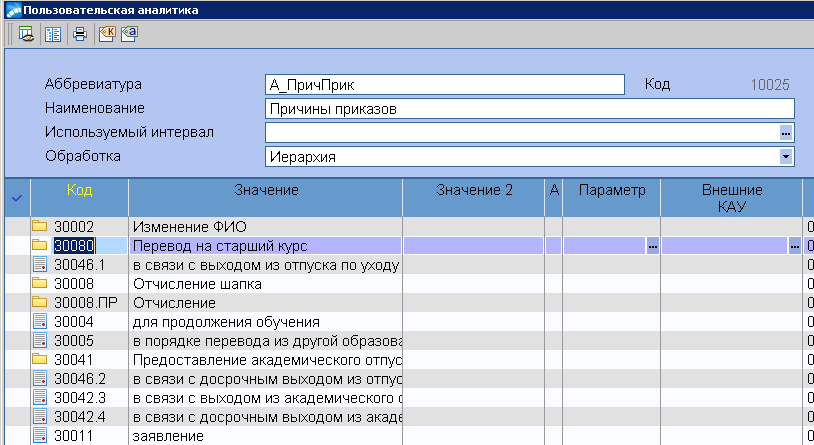 Пользовательская аналитика
Аббревиатура А_ПричПрик Код 10025
Наименование Причины приказов
Используемый интервал ...
Обработка Иерархия
Код Значение Значение 2 А Параметр Внешние
КАУ
30002 Изменение ФИО 0
30080 Перевод на старший курс ... ... 0
30046.1 в связи с выходом из отпуска по уходу 0
30008 Отчисление шапка 0
30008.ПР Отчисление 0
30004 для продолжения обучения 0
30005 в порядке перевода из другой образова 0
30041 Предоставление академического отпус 0
30046.2 в связи с досрочным выходом из отпус 0
30042.3 в связи с выходом из академического о 0
30042.4 в связи с досрочным выходом из акаде 0
30011 заявление 0